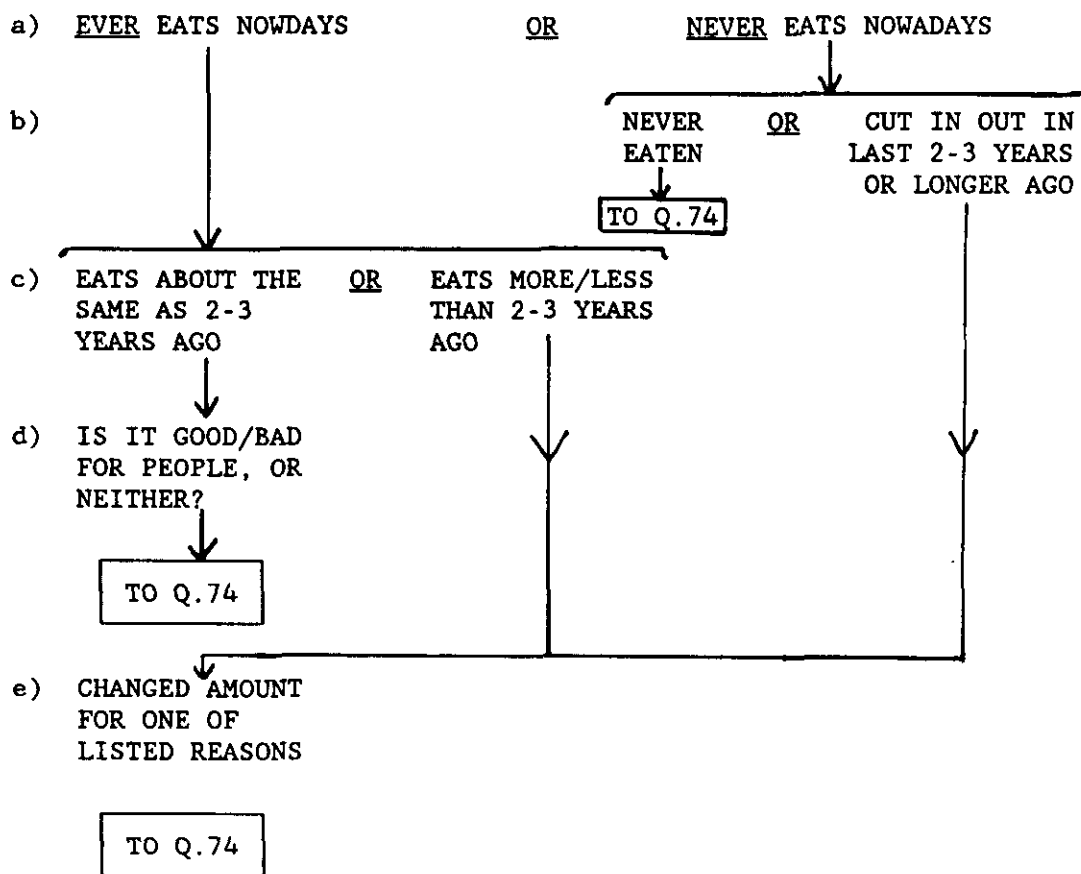 a) EVER EATS NOWDAYS OR NEVER EATS NOWADAYS
b) NEVER OR CUT IN OUT IN
EATEN LAST 2-3 YEARS
OR LONGER AGO
TO Q.74
c) EATS ABOUT THE OR EATS MORE/LESS
SAME AS 2-3 THAN 2-3 YEARS
YEARS AGO AGO
d) IS IT GOOD/BAD
FOR PEOPLE, OR
NEITHER?
TO Q.74
e) CHANGED AMOUNT
FOR ONE OF
LISTED REASONS
TO Q.74